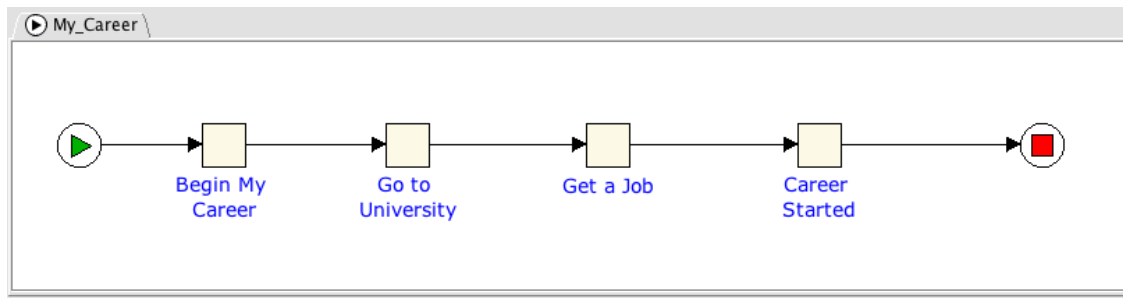 My_Career
Begin My
Career
Go to
University
Get a Job
Career
Started